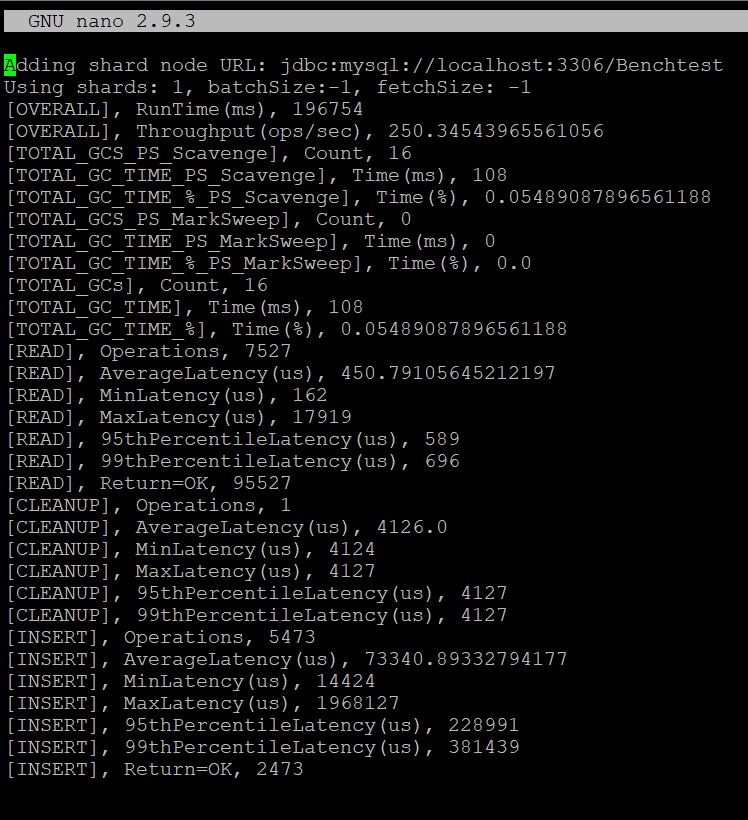 GNU nano 2.9.3
Adding shard node URL: jdbc:mysql://localhost:3306/Benchtest
Using shards: 1, batchSize:-1, fetchSize: -1
[OVERALL], RunTime(ms), 196754
[OVERALL], Throughput(ops/sec), 250.34543965561056
[TOTAL_GCS_PS_Scavenge], Count, 16
[TOTAL_GC_TIME_PS_Scavenge], Time(ms), 108
[TOTAL_GC_TIME_%_PS_Scavenge], Time(%), 0.05489087896561188
[TOTAL_GCS_PS_MarkSweep], Count, 0
[TOTAL_GC_TIME_PS_MarkSweep], Time(ms), 0
[TOTAL_GC_TIME_%_PS_MarkSweep], Time(%), 0.0
[TOTAL_GCs], Count, 16
[TOTAL_GC_TIME], Time(ms), 108
[TOTAL_GC_TIME_%], Time(%), 0.05489087896561188
[READ], Operations, 7527
[READ], AverageLatency(us), 450.79105645212197
[READ], MinLatency(us), 162
[READ], MaxLatency(us), 17919
[READ], 95thPercentileLatency(us), 589
[READ], 99thPercentileLatency(us), 696
[READ], Return=OK, 95527
[CLEANUP], Operations, 1
[CLEANUP], AverageLatency(us), 4126.0
[CLEANUP], MinLatency(us), 4124
[CLEANUP], MaxLatency(us), 4127
[CLEANUP], 95thPercentileLatency(us), 4127
[CLEANUP], 99thPercentileLatency(us), 4127
[INSERT], Operations, 5473
[INSERT], AverageLatency(us), 73340.89332794177
[INSERT], MinLatency(us), 14424
[INSERT], MaxLatency(us), 1968127
[INSERT], 95thPercentileLatency(us), 228991
[INSERT], 99thPercentileLatency(us), 381439
[INSERT], Return=OK, 2473